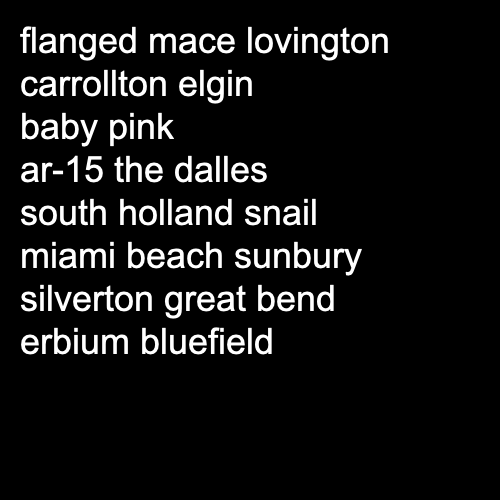 flanged mace lovington
carrollton elgin
baby pink
ar-15 the dalles
south holland snail
miami beach sunbury
silverton great bend
erbium bluefield